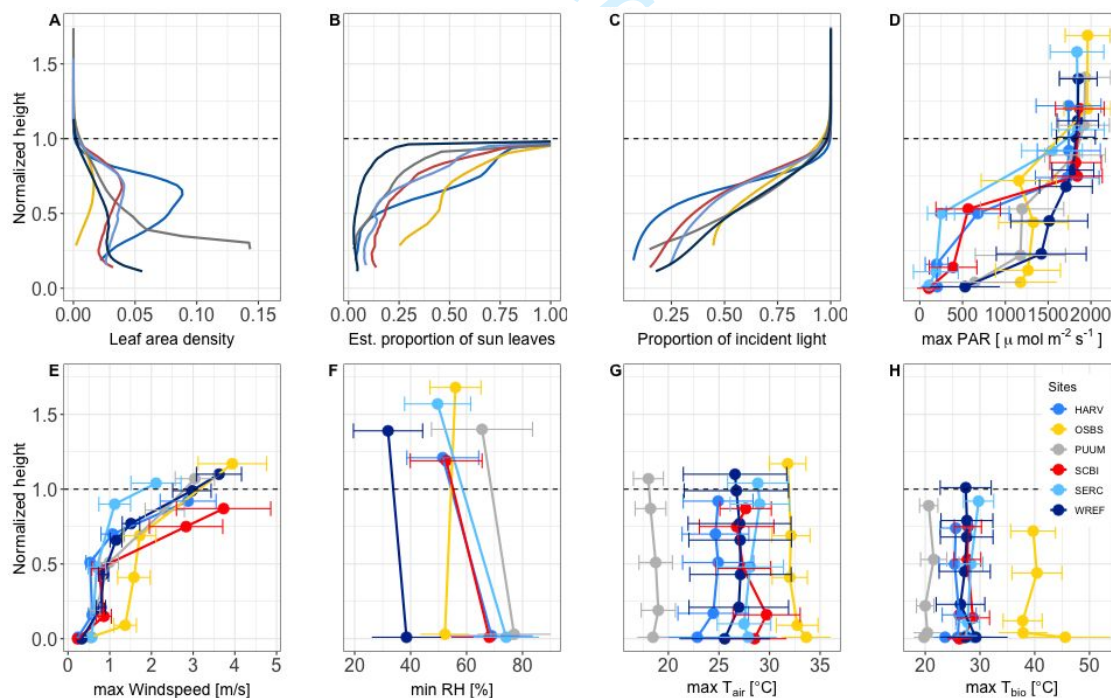 A B C D
Normalized height
1.5
1.0
0.5
0.0
0.00 0.05 0.10 0.15
0.00 0.25 0.50 0.75 1.00
0.00 0.25 0.50 0.75 1.00
0 500 1000 1500 2000
Leaf area density
Est. proportion of sun leaves
Proportion of incident light
max PAR [ μ mol m⁻² s⁻¹ ]
E F G H
Normalized height
1.5
1.0
0.5
0.0
0 1 2 3 4 5
20 40 60 80
20 25 30 35
20 30 40 50
max Windspeed [m/s]
min RH [%]
max Tair [°C]
max Tbio [°C]
Sites
HARV
OSBS
PUUM
SCBI
SERC
WREF